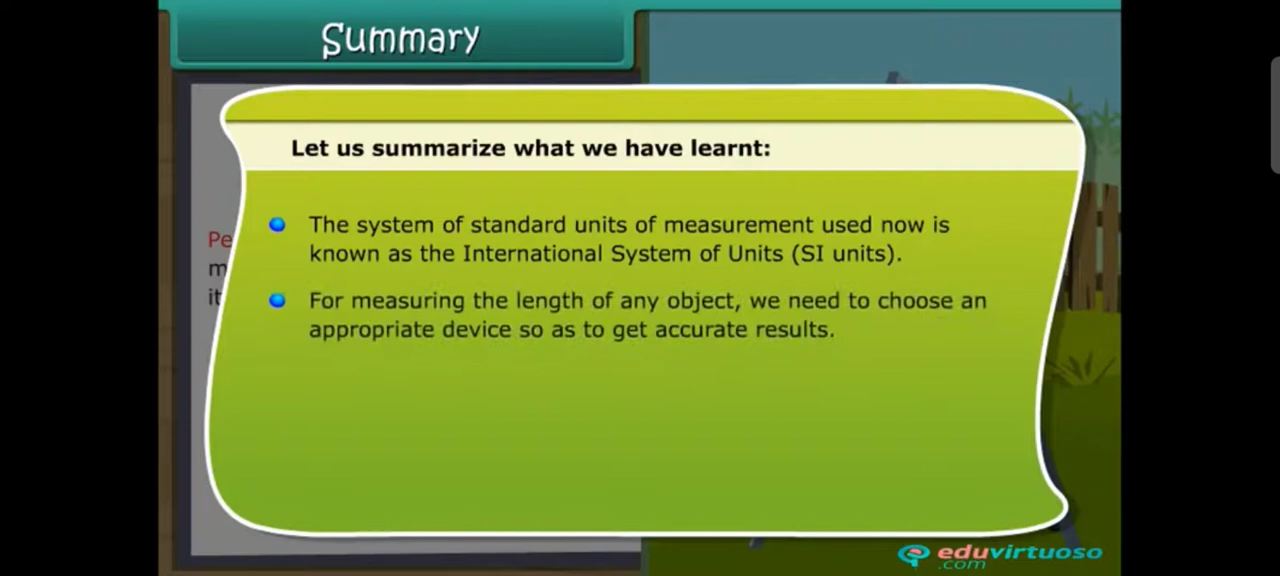 Summary
Let us summarize what we have learnt:
The system of standard units of measurement used now is
known as the International System of Units (SI units).
For measuring the length of any object, we need to choose an
appropriate device so as to get accurate results.
Pe
m
it
eduvirtuoso
.com